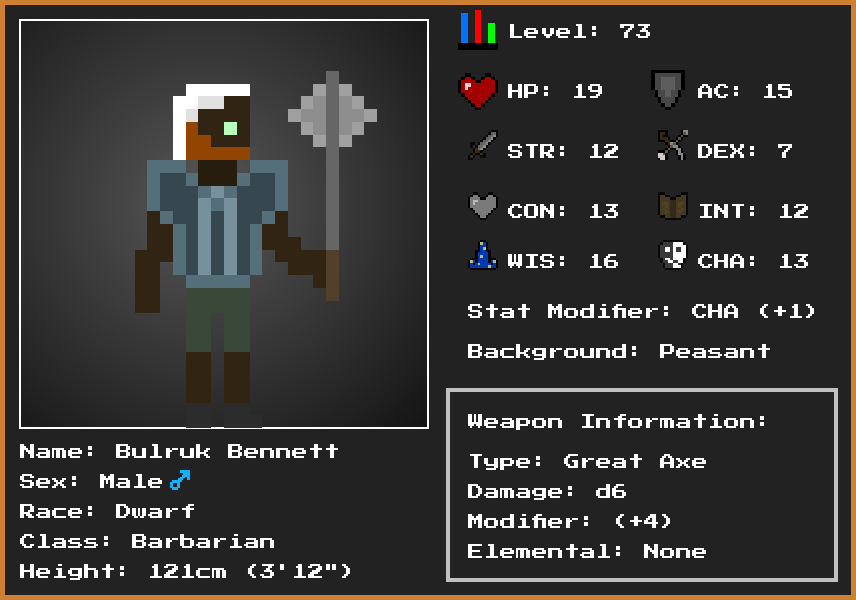 Level: 73
HP: 19 AC: 15
STR: 12 DEX: 7
CON: 13 INT: 12
WIS: 16 CHA: 13
Stat Modifier: CHA (+1)
Background: Peasant
Weapon Information:
Type: Great Axe
Damage: d6
Modifier: (+4)
Elemental: None
Name: Bulruk Bennett
Sex: Male ♂
Race: Dwarf
Class: Barbarian
Height: 121cm (3'12")